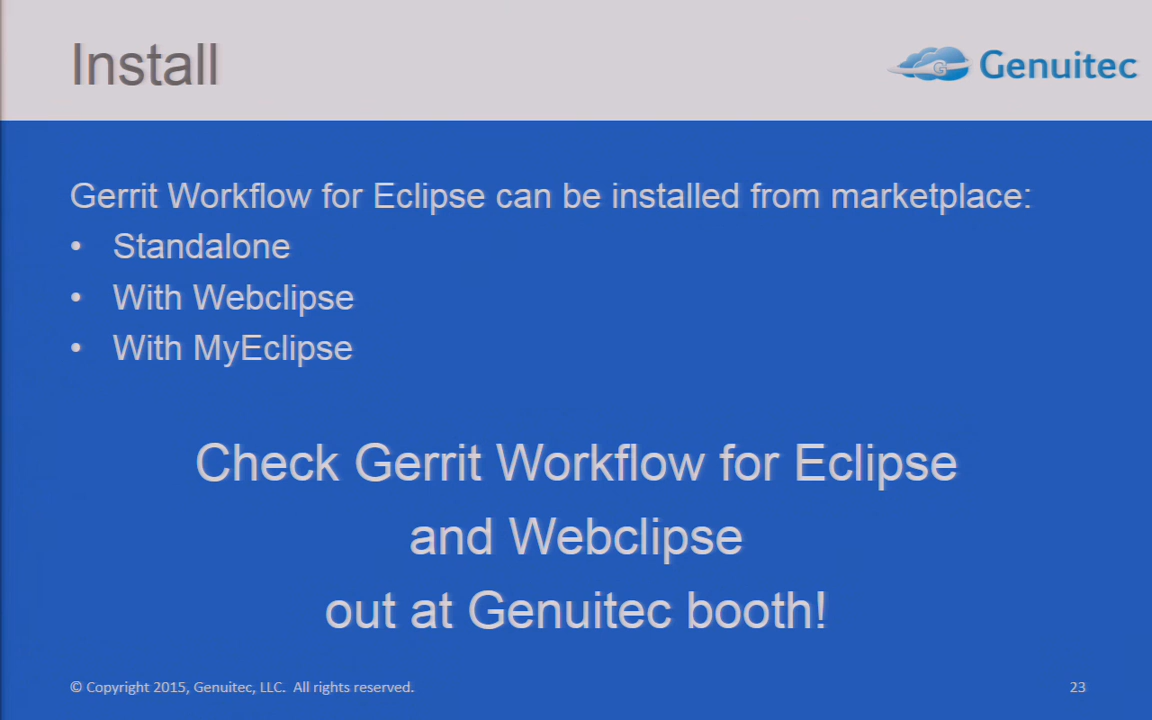 Install
Genuitec
Gerrit Workflow for Eclipse can be installed from marketplace:
• Standalone
• With Webclipse
• With MyEclipse
Check Gerrit Workflow for Eclipse
and Webclipse
out at Genuitec booth!
© Copyright 2015, Genuitec, LLC. All rights reserved.
23